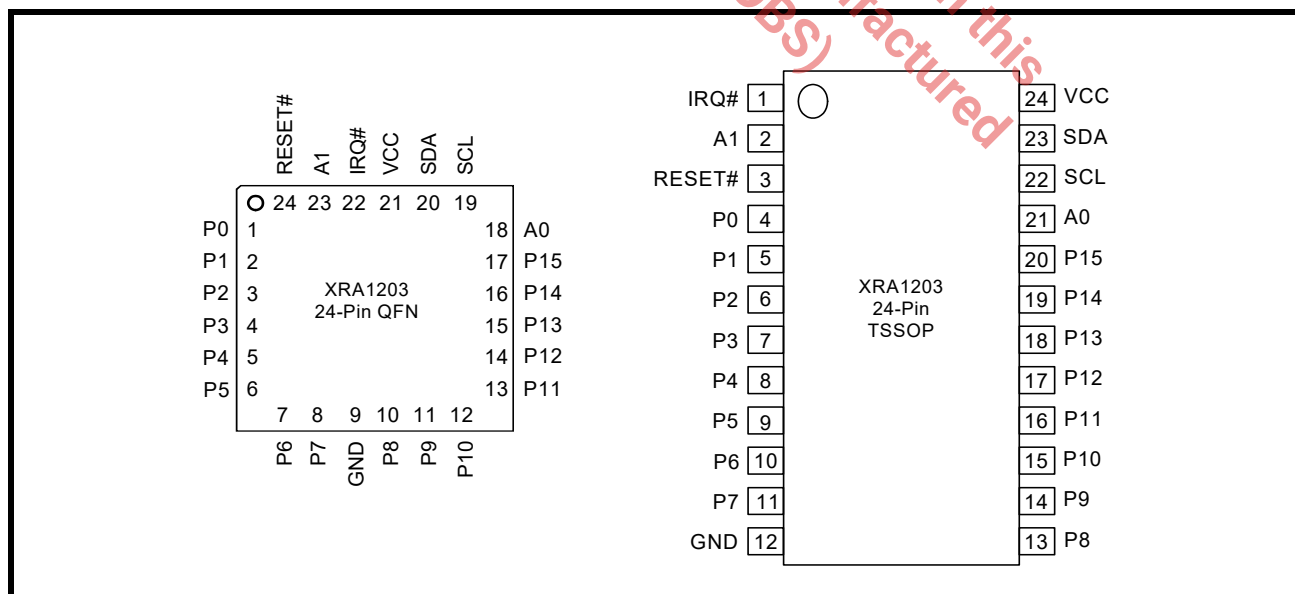 this
factured
OBS)
RESET#
A1
IRQ#
VCC
SDA
SCL
24 23 22 21 20 19
P0 1 18 A0
P1 2 17 P15
P2 3 16 P14
P3 4 15 P13
P4 5 14 P12
P5 6 13 P11
XRA1203
24-Pin QFN
7 8 9 10 11 12
P6
P7
GND
P8
P9
P10
IRQ# 1 24 VCC
A1 2 23 SDA
RESET# 3 22 SCL
P0 4 21 A0
P1 5 20 P15
P2 6 19 P14
P3 7 18 P13
P4 8 17 P12
P5 9 16 P11
P6 10 15 P10
P7 11 14 P9
GND 12 13 P8
XRA1203
24-Pin
TSSOP